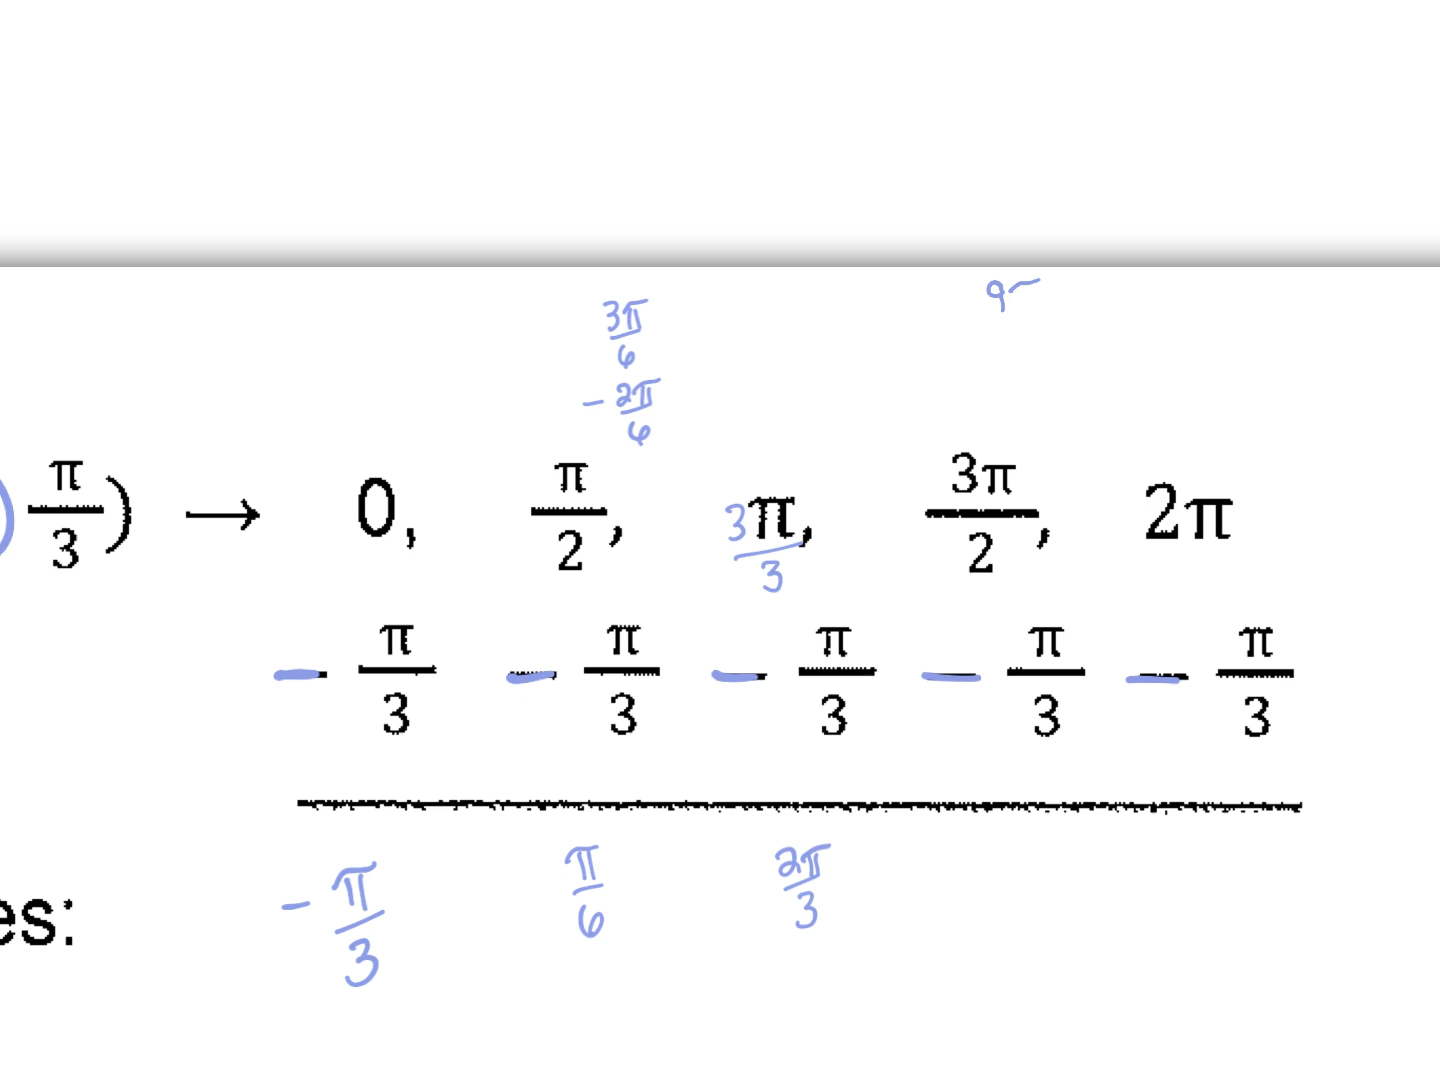 3π/6 9
- 2π/6
π/3) → 0, π/2, 3π/3, 3π/2, 2π
- π/3 - π/3 - π/3 - π/3 - π/3
es: - π/3 π/6 2π/3